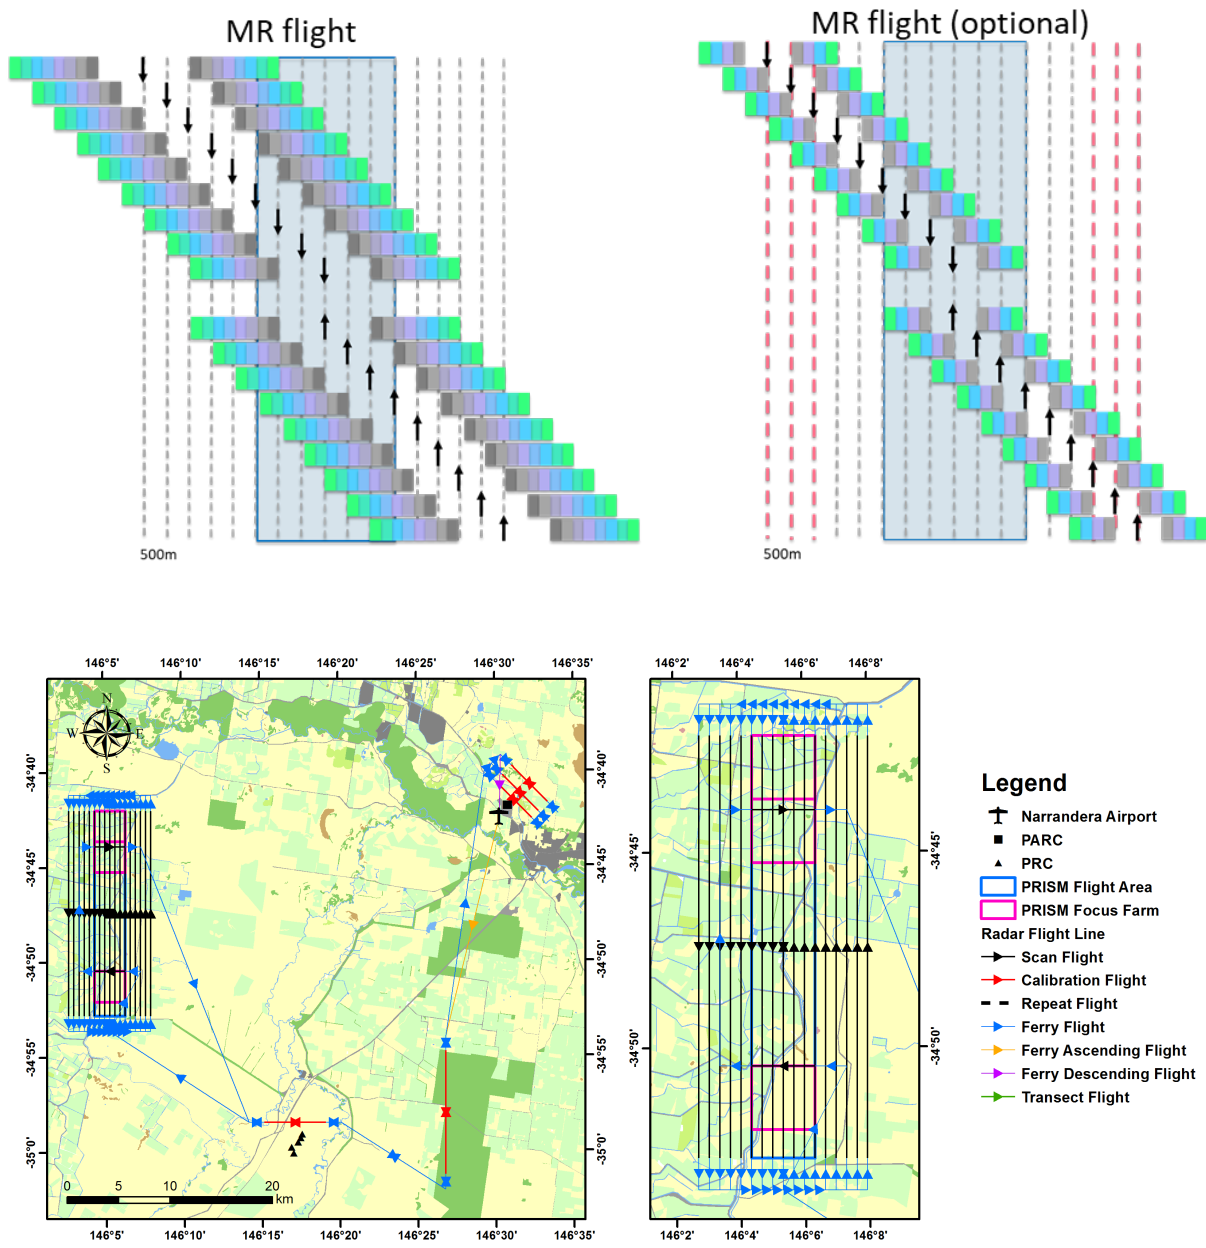 MR flight
MR flight (optional)
500m
500m
146°5' 146°10' 146°15' 146°20' 146°25' 146°30' 146°35'
146°2' 146°4' 146°6' 146°8'
N
W E
S
-34°40'
-34°45'
-34°50'
-34°55'
-35°0'
-34°40'
-34°45'
-34°50'
-34°55'
-35°0'
0 5 10 20
km
146°5' 146°10' 146°15' 146°20' 146°25' 146°30' 146°35'
-34°45'
-34°50'
146°2' 146°4' 146°6' 146°8'
Legend
Narrandera Airport
PARC
PRC
PRISM Flight Area
PRISM Focus Farm
Radar Flight Line
Scan Flight
Calibration Flight
Repeat Flight
Ferry Flight
Ferry Ascending Flight
Ferry Descending Flight
Transect Flight